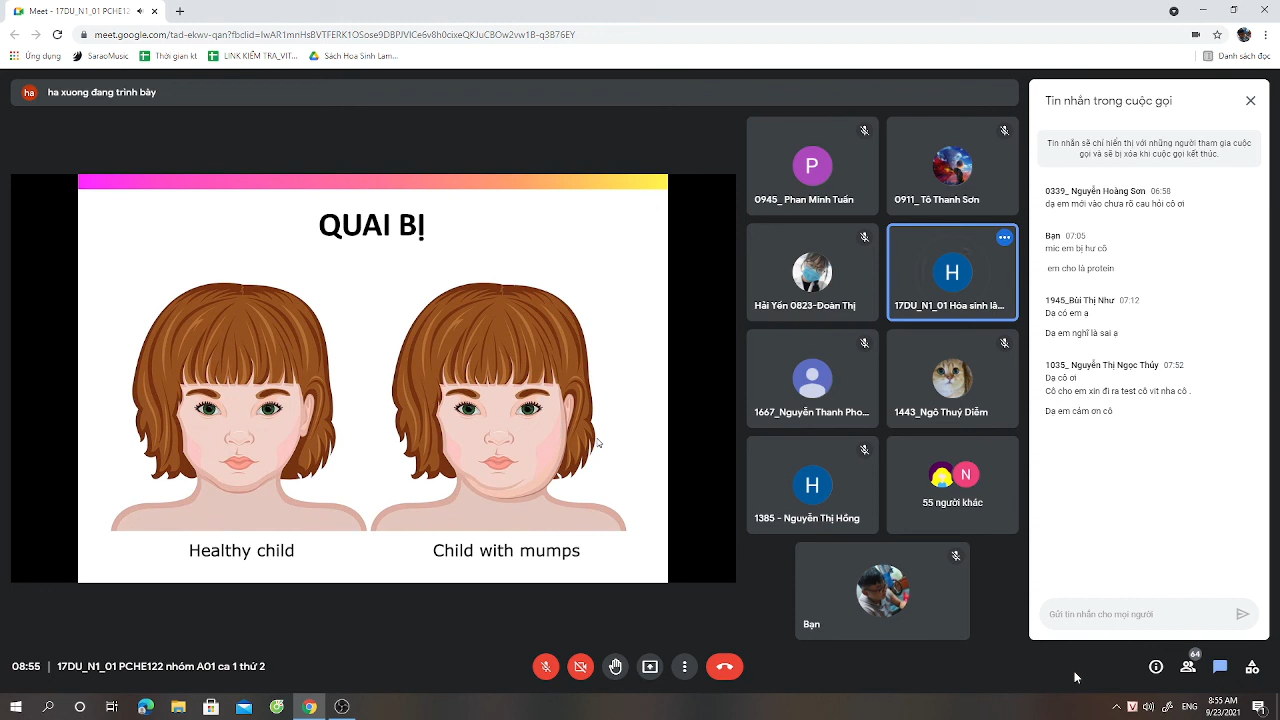 Meet - 17DU_N1_01 PCHE12
meet.google.com/tad-ekwv-qan?fbclid=IwAR1mnHsBVTFERK1OSose9DBPJVlCe6v8h0cixeQKJuCBOw2vw1B-q3B76EY
Ứng dụng
SaraoMusic
Thời gian kt
LINK KIỂM TRA_VIT...
Sách Hoa Sinh Lam...
Danh sách đọc
ha
ha xuong đang trình bày
QUAI BỊ
Healthy child
Child with mumps
P
0945_ Phan Minh Tuấn
0911_ Tô Thanh Sơn
Hải Yến 0823-Đoàn Thị
H
17DU_N1_01 Hóa sinh lâ...
1667_Nguyễn Thanh Pho...
1443_Ngô Thuý Diễm
H
1385 - Nguyễn Thị Hồng
N
55 người khác
Bạn
Tin nhắn trong cuộc gọi
Tin nhắn sẽ chỉ hiển thị với những người tham gia cuộc
gọi và sẽ bị xóa khi cuộc gọi kết thúc.
0339_ Nguyễn Hoàng Sơn 06:58
dạ em mới vào chưa rõ cau hỏi cô ơi
Bạn 07:05
mic em bị hư cô
em cho là protein
1945_Bùi Thị Như 07:12
Dạ có em ạ
Dạ em nghĩ là sai ạ
1035_ Nguyễn Thị Ngọc Thúy 07:52
Dạ cô ơi
Cô cho em xin đi ra test cô vit nha cô .
Dạ em cảm ơn cô
Gửi tin nhắn cho mọi người
08:55 | 17DU_N1_01 PCHE122 nhóm A01 ca 1 thứ 2
64
V
8:55 AM
9/23/2021